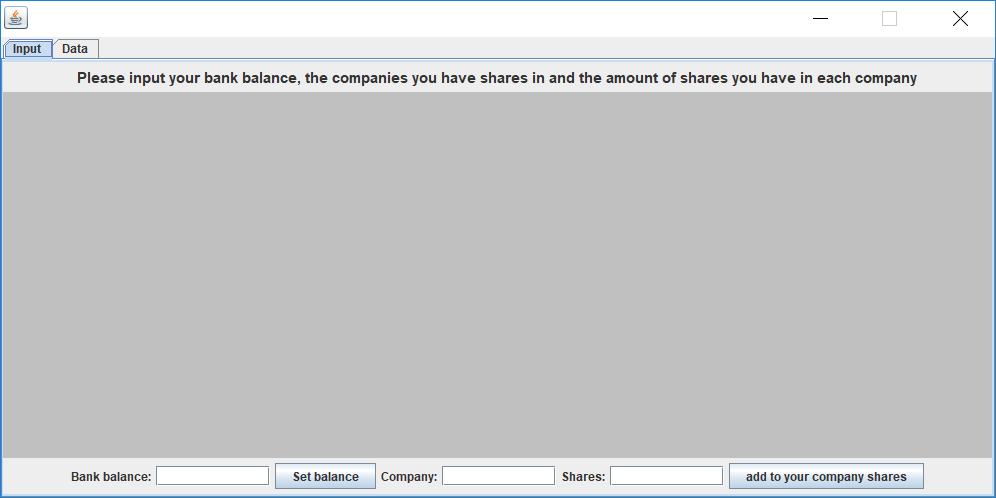 Input Data
Please input your bank balance, the companies you have shares in and the amount of shares you have in each company
Bank balance: Set balance Company: Shares: add to your company shares